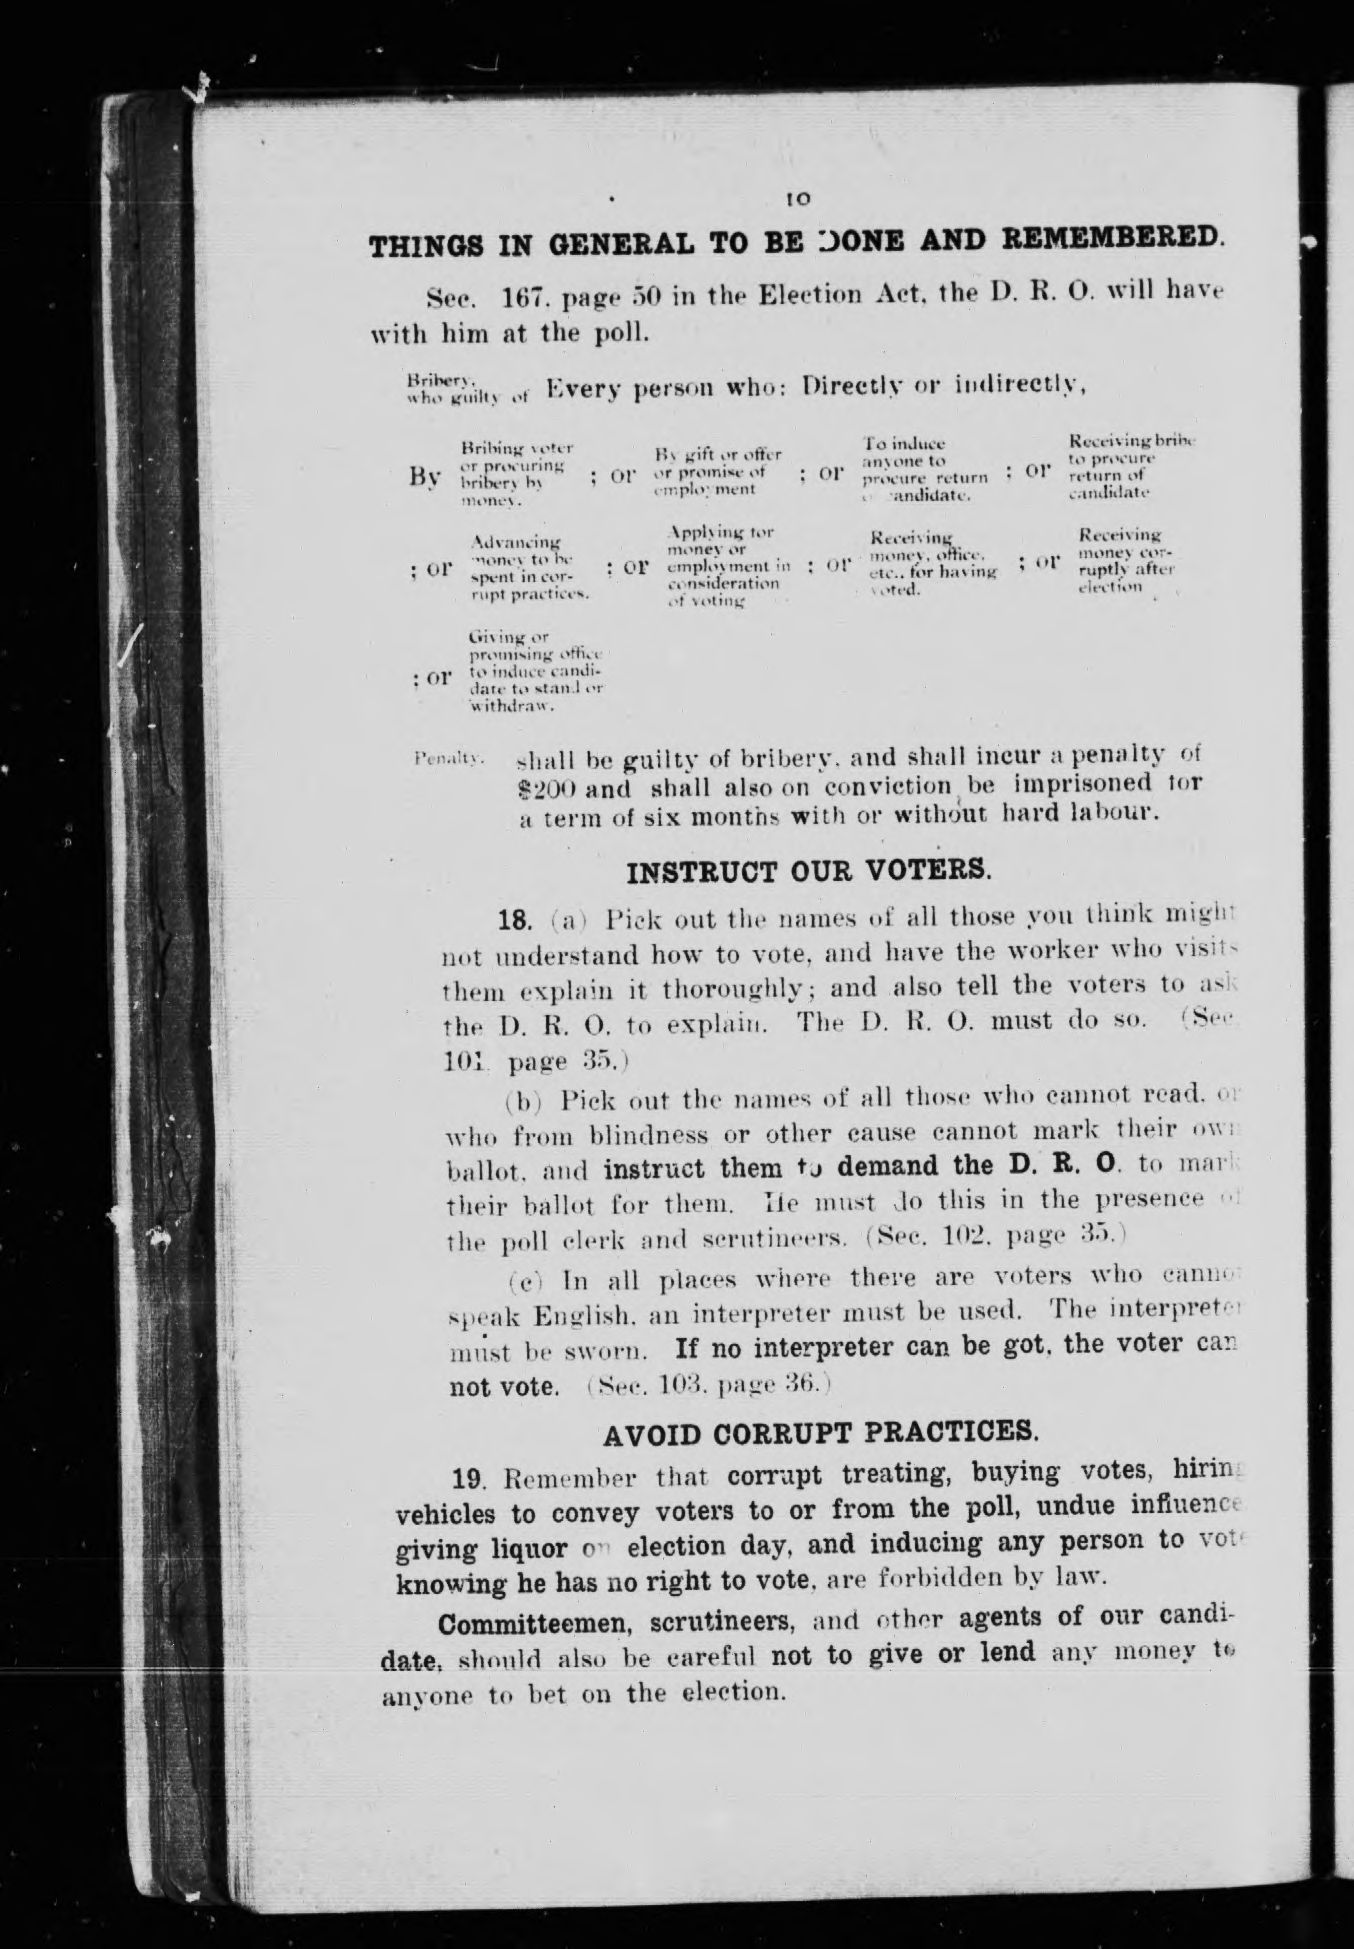 10
THINGS IN GENERAL TO BE DONE AND REMEMBERED.
Sec. 167. page 50 in the Election Act, the D. R. O. will have
with him at the poll.
Bribery,
who guilty of
Every person who: Directly or indirectly,
By
Bribing voter
or procuring
bribery by
money.
; or
By gift or offer
or promise of
employment
; or
To induce
anyone to
procure return
candidate.
; or
Receiving bribe
to procure
return of
candidate
; or
Advancing
money to be
spent in cor-
rupt practices.
; or
Applying for
money or
employment in
consideration
of voting
; or
Receiving
money, office,
etc., for having
voted.
; or
Receiving
money cor-
ruptly after
election
; or
Giving or
promising office
to induce candi-
date to stand or
withdraw.
Penalty.
shall be guilty of bribery, and shall incur a penalty of
$200 and shall also on conviction be imprisoned for
a term of six months with or without hard labour.
INSTRUCT OUR VOTERS.
18. (a) Pick out the names of all those you think might
not understand how to vote, and have the worker who visits
them explain it thoroughly; and also tell the voters to ask
the D. R. O. to explain. The D. R. O. must do so. (Sec.
101. page 35.)
(b) Pick out the names of all those who cannot read, or
who from blindness or other cause cannot mark their own
ballot, and instruct them to demand the D. R. O. to mark
their ballot for them. He must do this in the presence of
the poll clerk and scrutineers. (Sec. 102, page 35.)
(c) In all places where there are voters who cannot
speak English, an interpreter must be used. The interpreter
must be sworn. If no interpreter can be got, the voter can
not vote. (Sec. 103. page 36.)
AVOID CORRUPT PRACTICES.
19. Remember that corrupt treating, buying votes, hiring
vehicles to convey voters to or from the poll, undue influence
giving liquor on election day, and inducing any person to vote
knowing he has no right to vote, are forbidden by law.
Committeemen, scrutineers, and other agents of our candi-
date, should also be careful not to give or lend any money to
anyone to bet on the election.